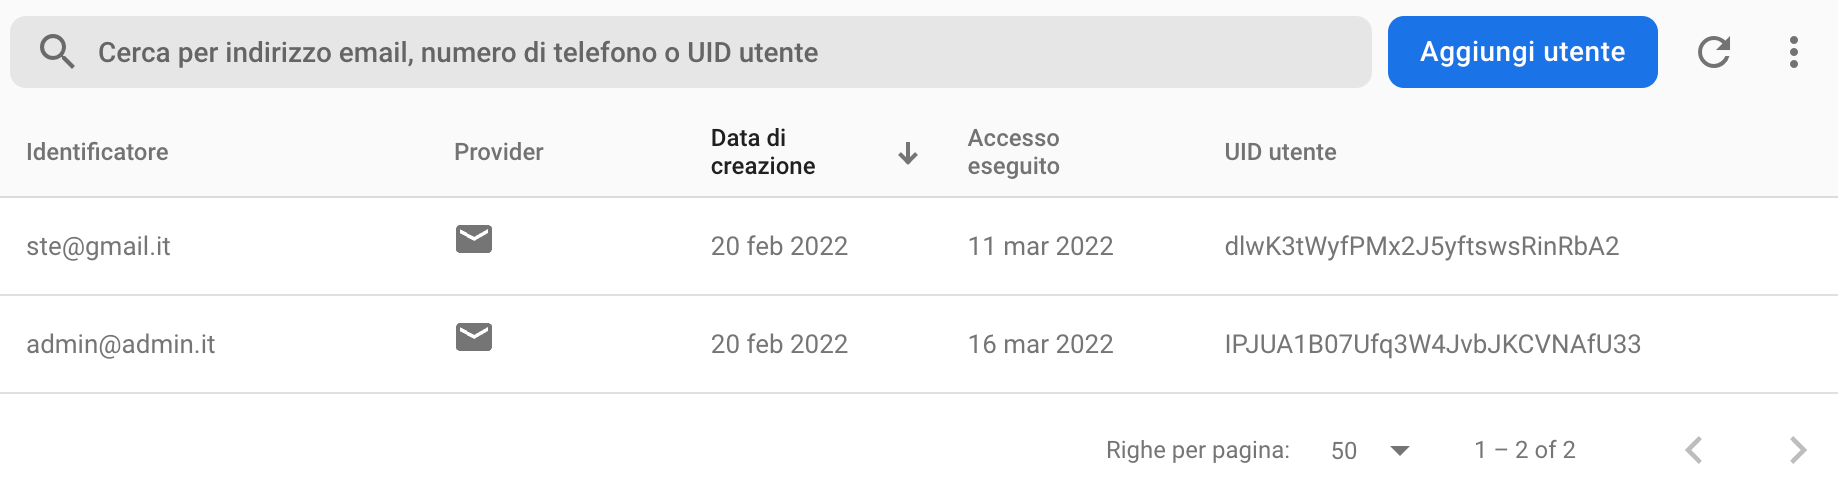 Cerca per indirizzo email, numero di telefono o UID utente
Aggiungi utente
Identificatore
Provider
Data di
creazione
Accesso
eseguito
UID utente
ste@gmail.it
20 feb 2022
11 mar 2022
dlwK3tWyfPMx2J5yftswsRinRbA2
admin@admin.it
20 feb 2022
16 mar 2022
IPJUA1B07Ufq3W4JvbJKCVNAfU33
Righe per pagina:
50
1 – 2 of 2